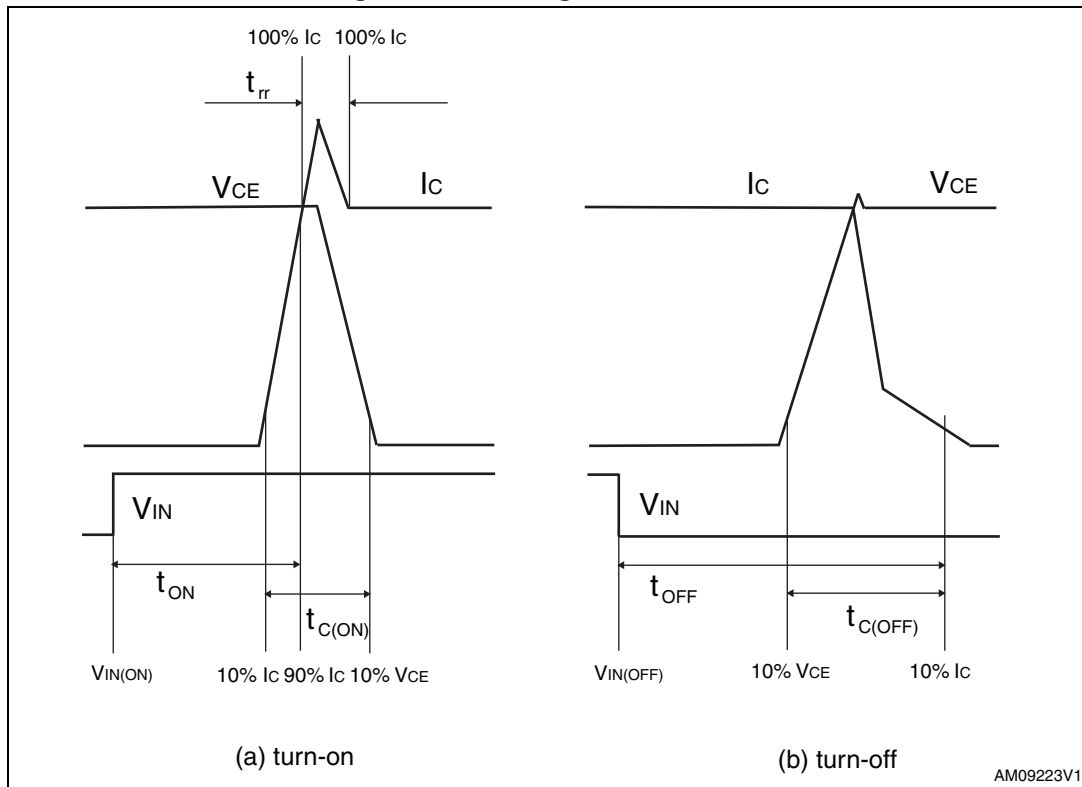 100% IC 100% IC
trr
VCE IC
IC VCE
VIN
VIN
tON
tC(ON)
tOFF
tC(OFF)
VIN(ON) 10% IC 90% IC 10% VCE
VIN(OFF) 10% VCE 10% IC
(a) turn-on
(b) turn-off
AM09223V1